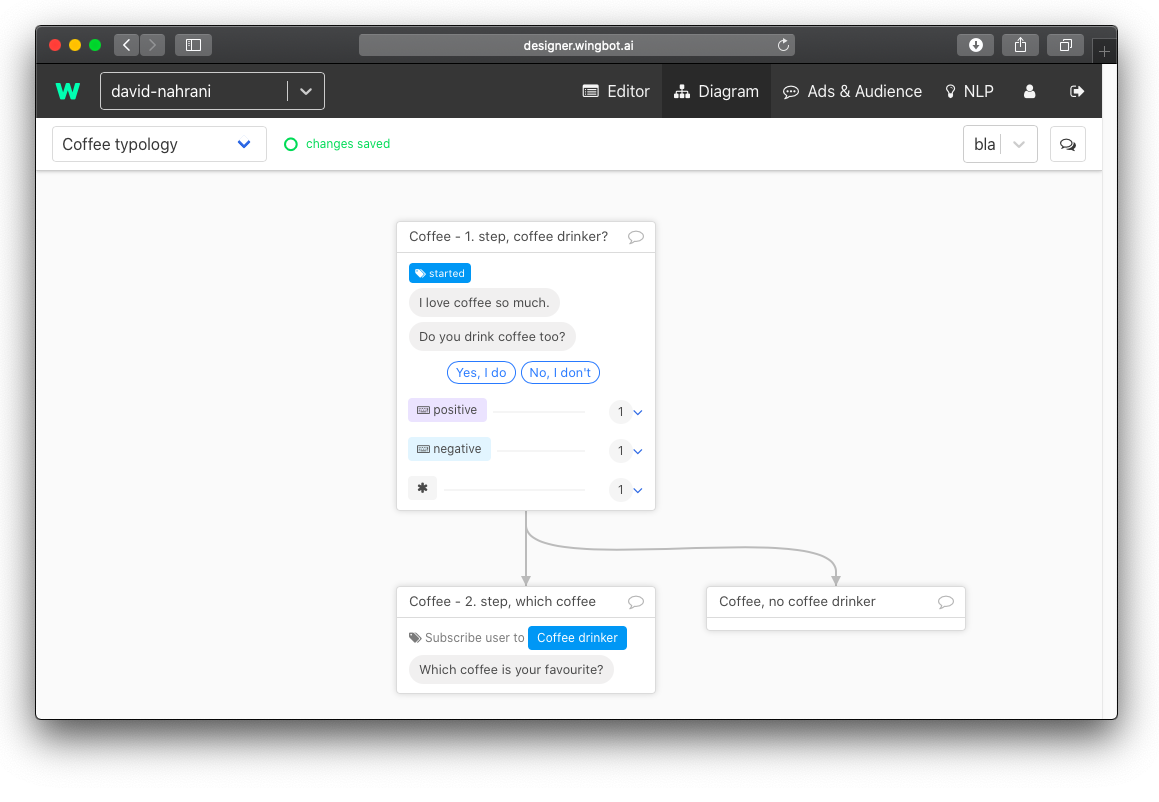 designer.wingbot.ai
W david-nahrani Editor Diagram Ads & Audience NLP
Coffee typology changes saved bla
Coffee - 1. step, coffee drinker?
started
I love coffee so much.
Do you drink coffee too?
Yes, I do No, I don't
positive 1
negative 1
* 1
Coffee - 2. step, which coffee Coffee, no coffee drinker
Subscribe user to Coffee drinker
Which coffee is your favourite?